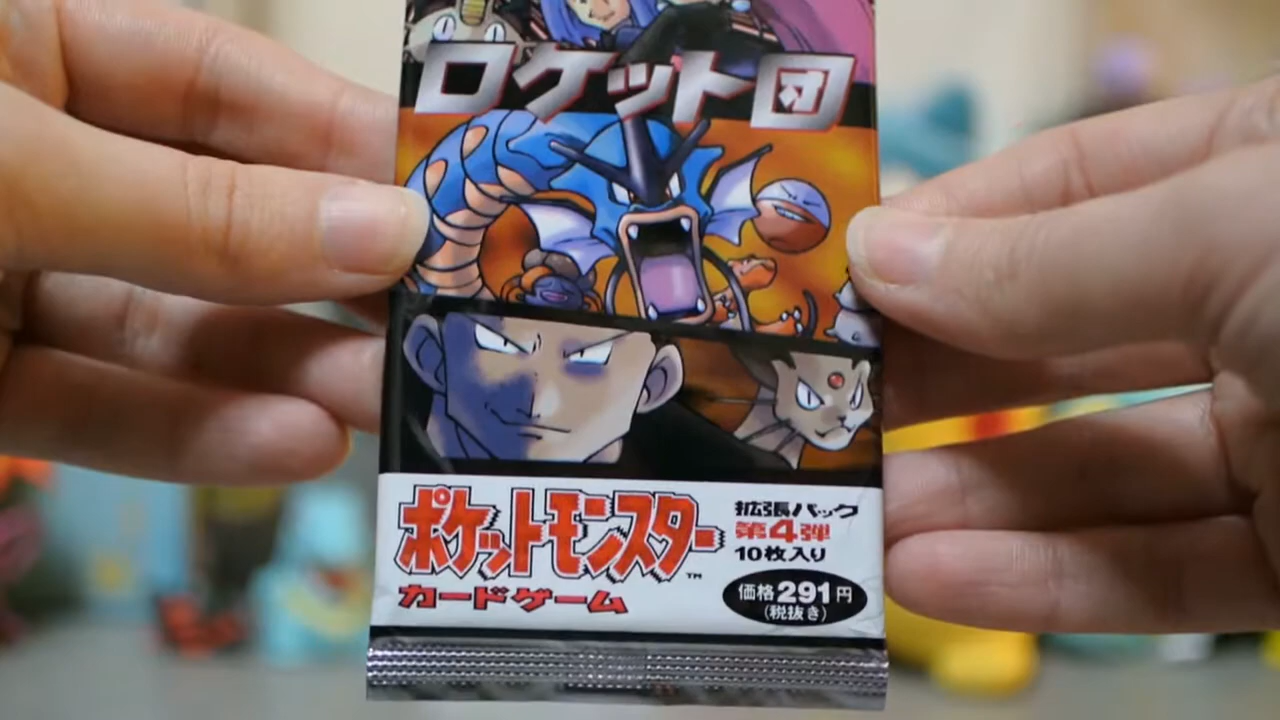 ロケット団
ポケットモンスター™
カードゲーム
拡張パック
第4弾
10枚入り
価格291円
(税抜き)